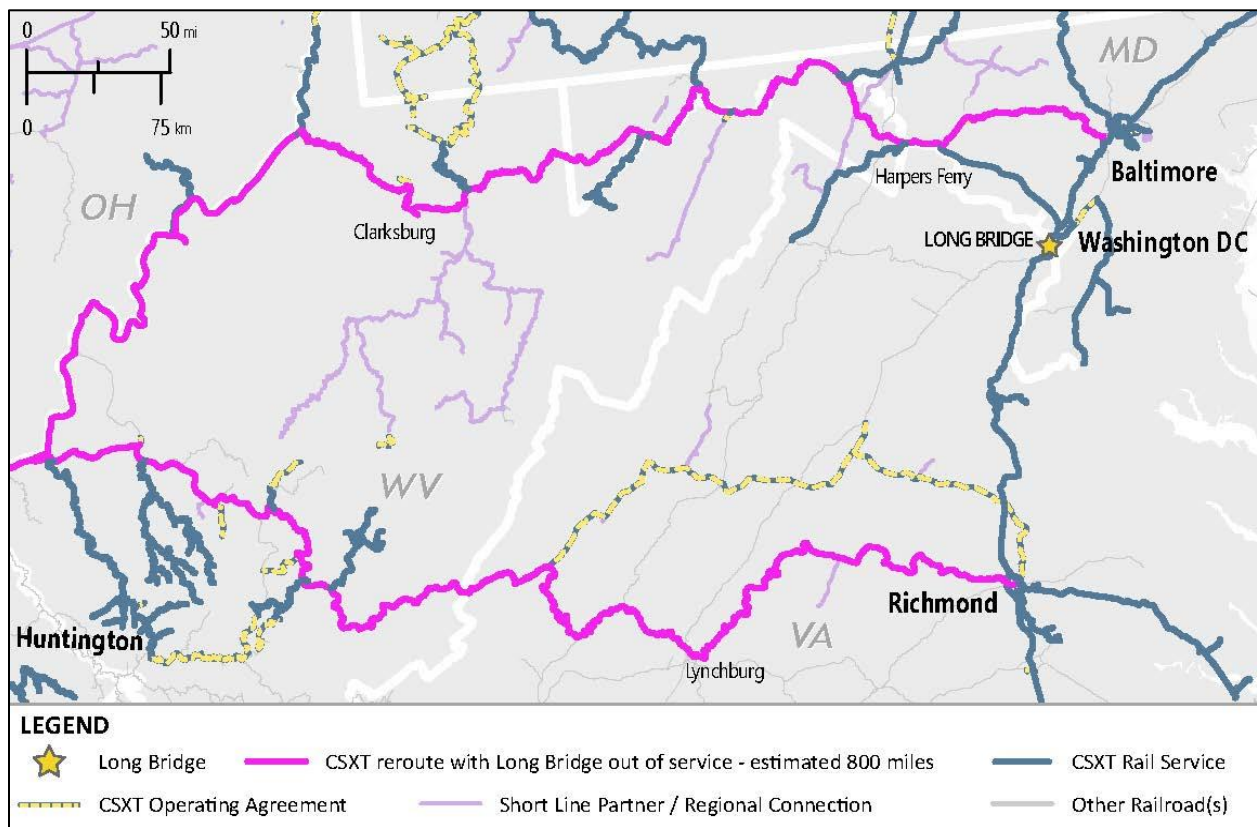 0 50 mi
0 75 km
MD
OH
Baltimore
Harpers Ferry
Clarksburg
LONG BRIDGE
Washington DC
WV
Richmond
Huntington
VA
Lynchburg
LEGEND
Long Bridge
CSXT reroute with Long Bridge out of service - estimated 800 miles
CSXT Rail Service
CSXT Operating Agreement
Short Line Partner / Regional Connection
Other Railroad(s)